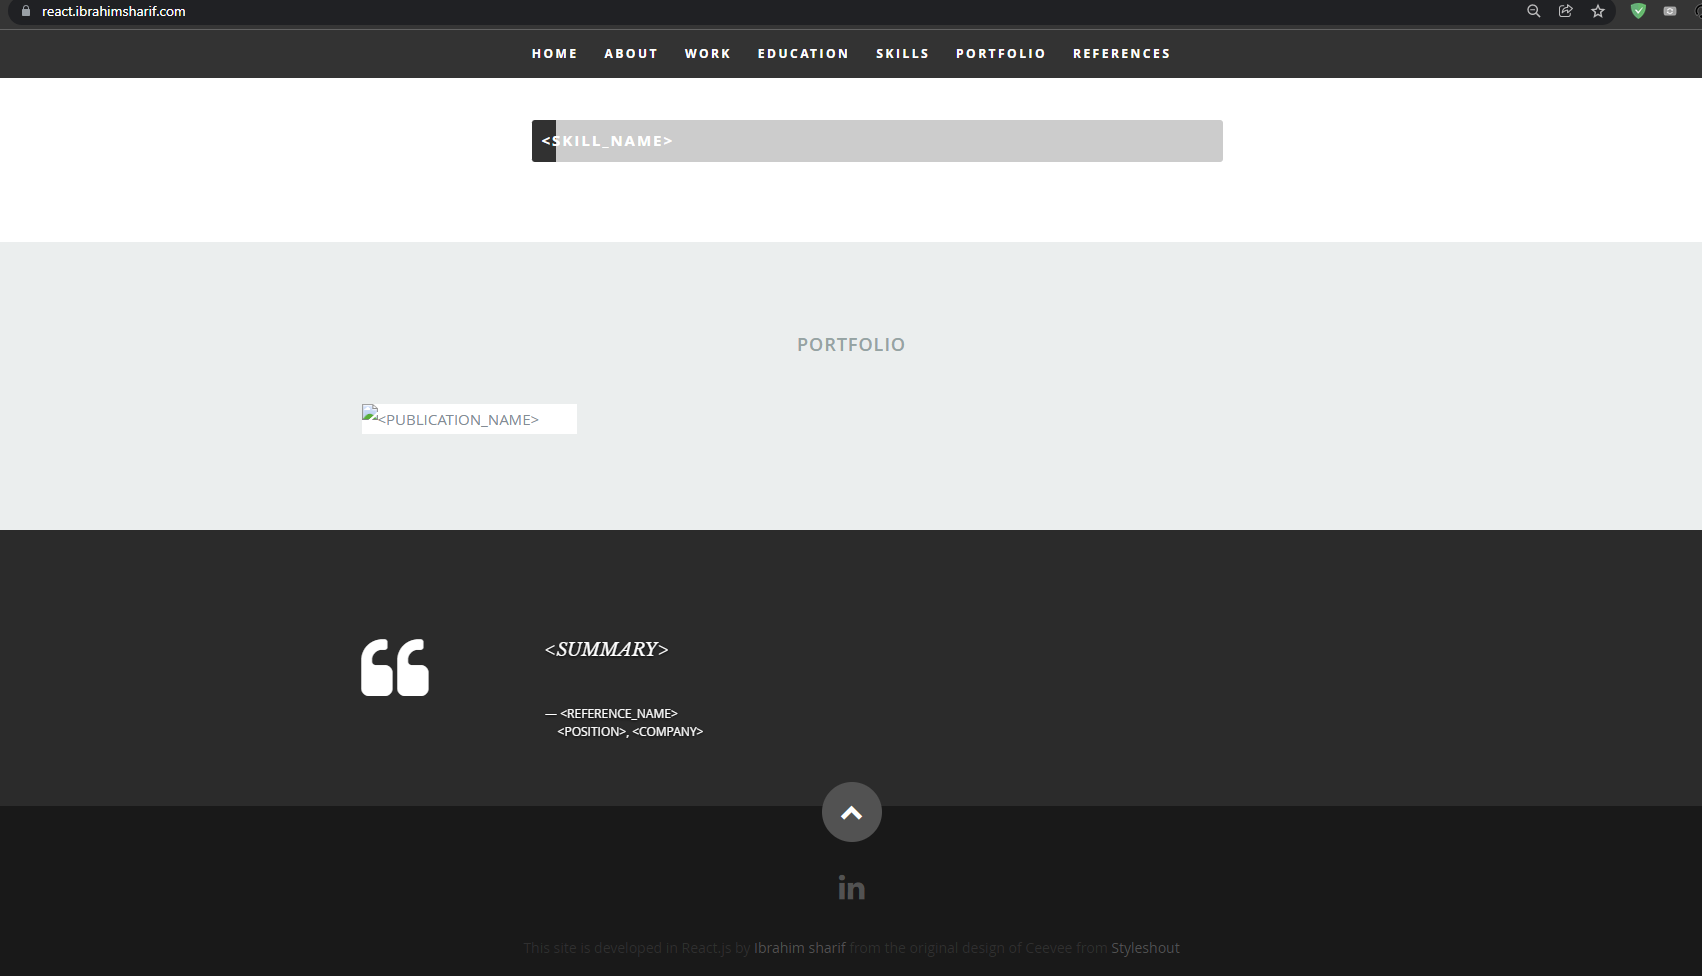 react.ibrahimsharif.com
HOME ABOUT WORK EDUCATION SKILLS PORTFOLIO REFERENCES
<SKILL_NAME>
PORTFOLIO
<PUBLICATION_NAME>
<SUMMARY>
— <REFERENCE_NAME>
<POSITION>, <COMPANY>
in
This site is developed in React.js by Ibrahim sharif from the original design of Ceevee from Styleshout